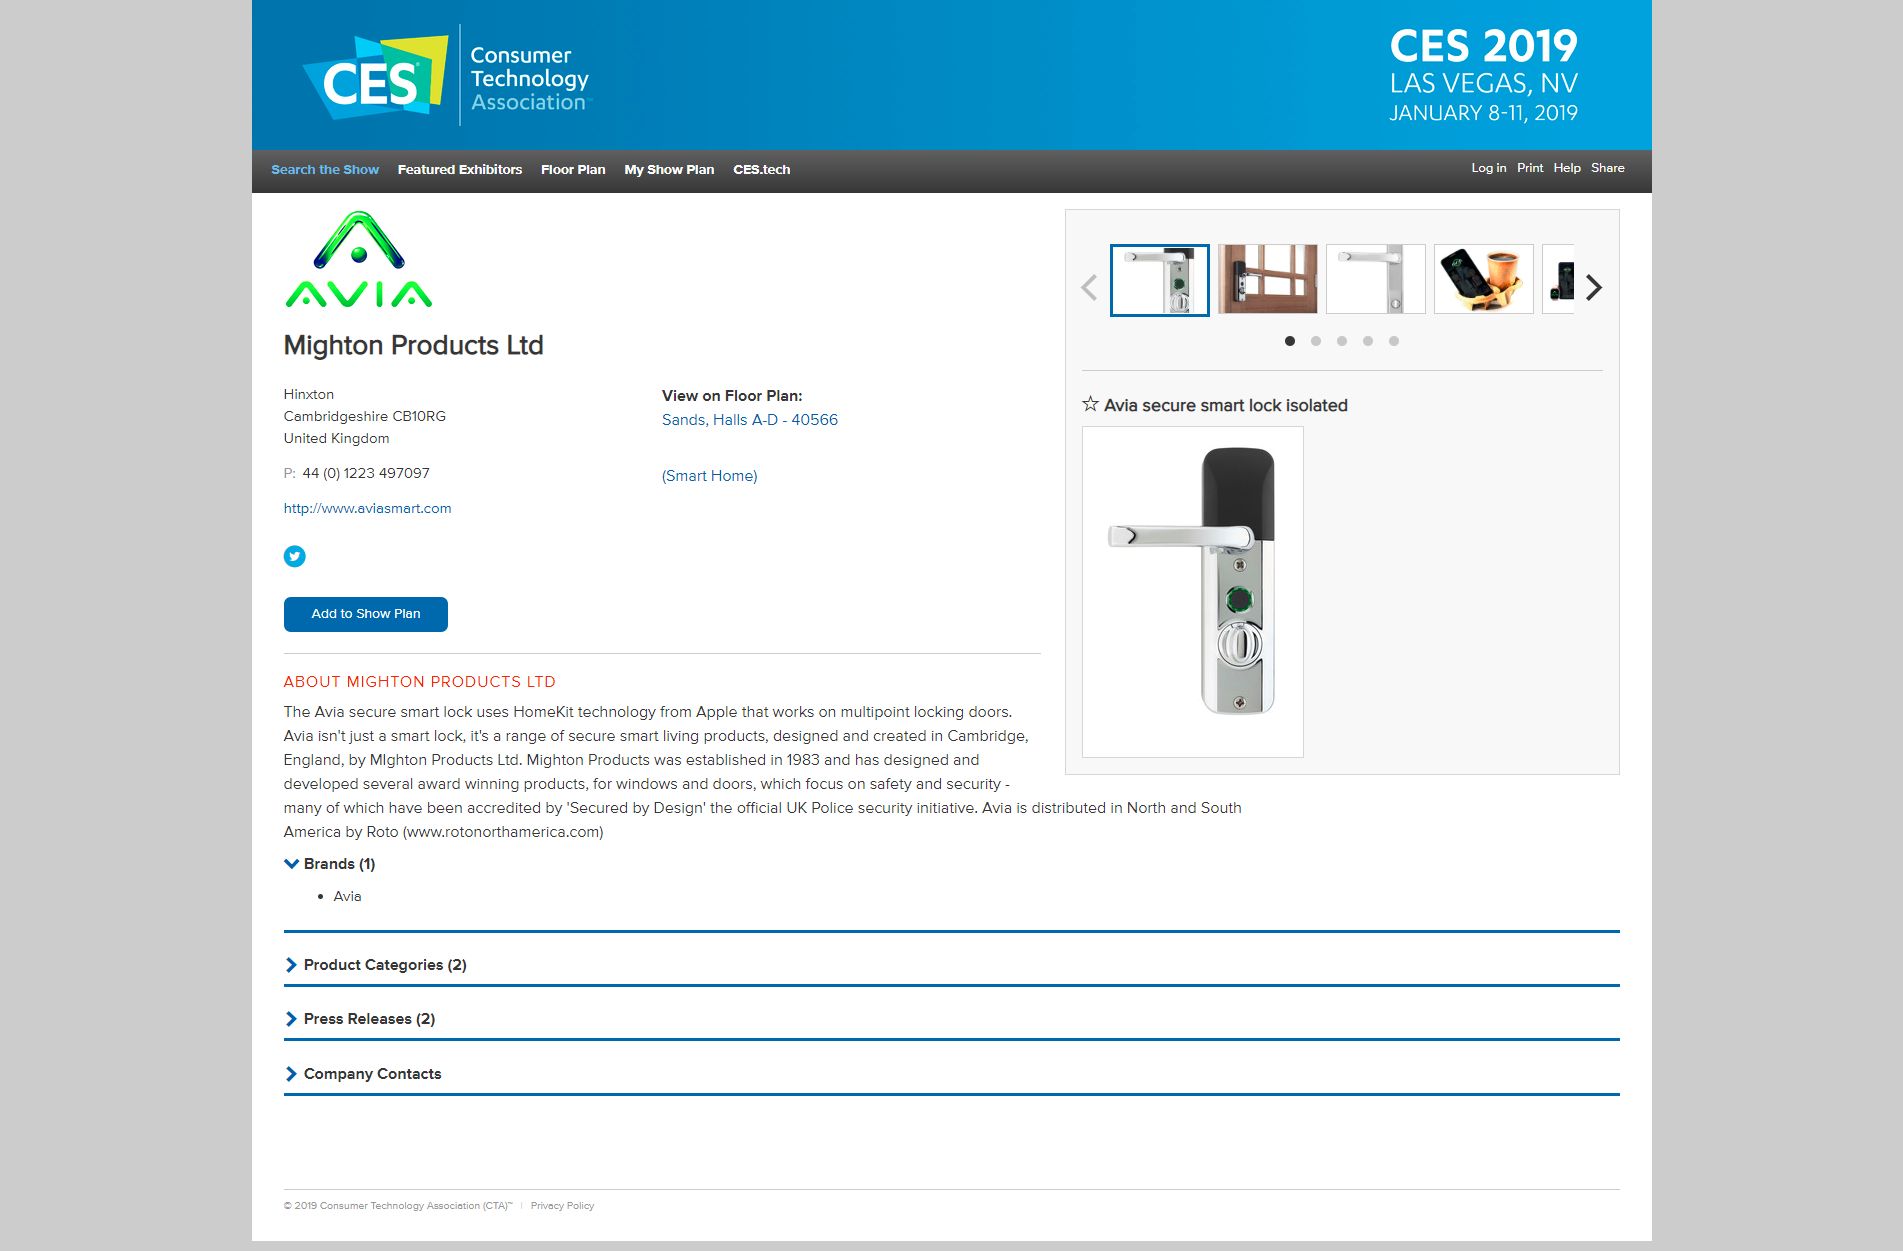 CES
Consumer
Technology
Association™
CES 2019
LAS VEGAS, NV
JANUARY 8-11, 2019
Search the Show Featured Exhibitors Floor Plan My Show Plan CES.tech
Log in Print Help Share
AVIA
Mighton Products Ltd
Hinxton
Cambridgeshire CB10RG
United Kingdom
P: 44 (0) 1223 497097
http://www.aviasmart.com
View on Floor Plan:
Sands, Halls A-D - 40566
(Smart Home)
Add to Show Plan
Avia secure smart lock isolated
ABOUT MIGHTON PRODUCTS LTD
The Avia secure smart lock uses HomeKit technology from Apple that works on multipoint locking doors.
Avia isn't just a smart lock, it's a range of secure smart living products, designed and created in Cambridge,
England, by MIghton Products Ltd. Mighton Products was established in 1983 and has designed and
developed several award winning products, for windows and doors, which focus on safety and security -
many of which have been accredited by 'Secured by Design' the official UK Police security initiative. Avia is distributed in North and South
America by Roto (www.rotonorthamerica.com)
Brands (1)
• Avia
Product Categories (2)
Press Releases (2)
Company Contacts
© 2019 Consumer Technology Association (CTA)™ | Privacy Policy